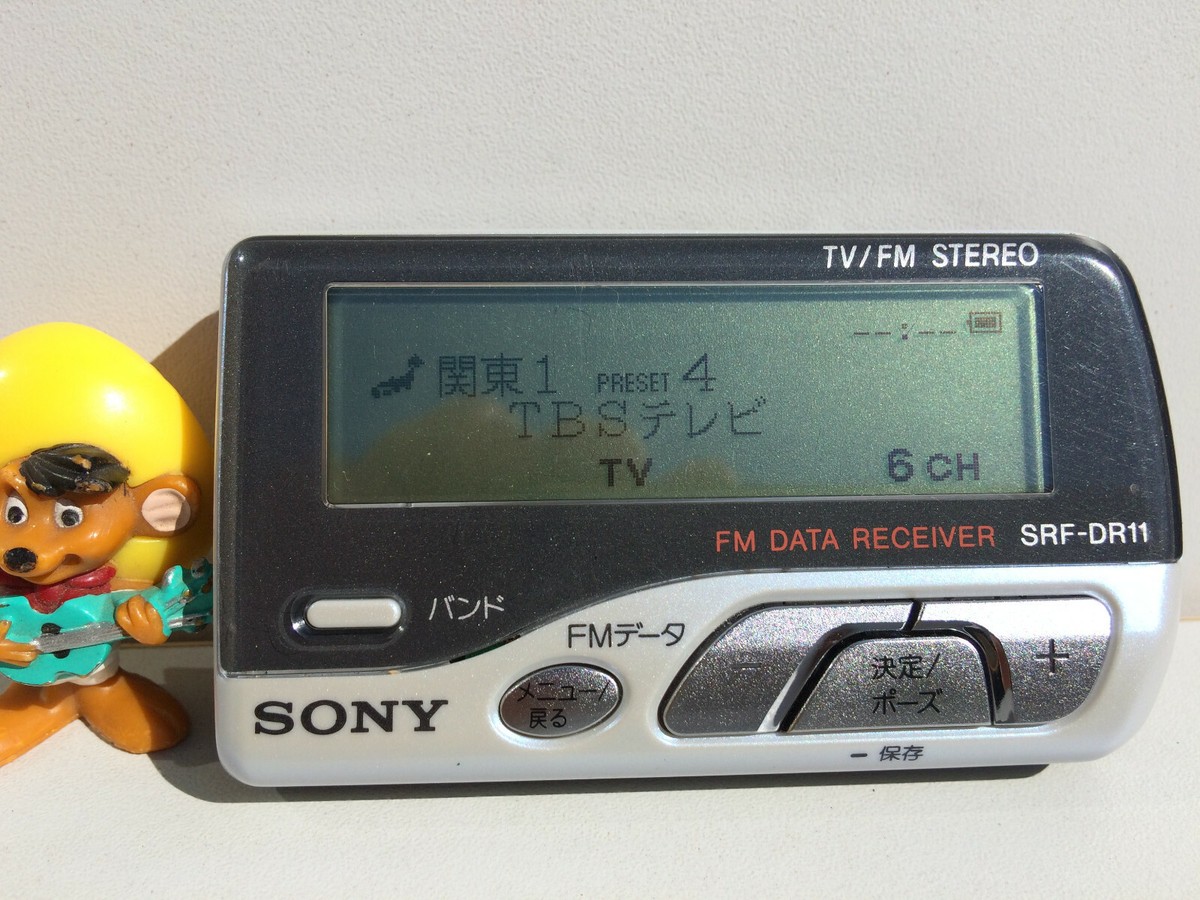 TV/FM STEREO
--:--
関東1 PRESET 4
TBSテレビ
TV 6 CH
FM DATA RECEIVER SRF-DR11
バンド
FMデータ
メニュー/
戻る
－
決定/
ポーズ
＋
SONY
保存